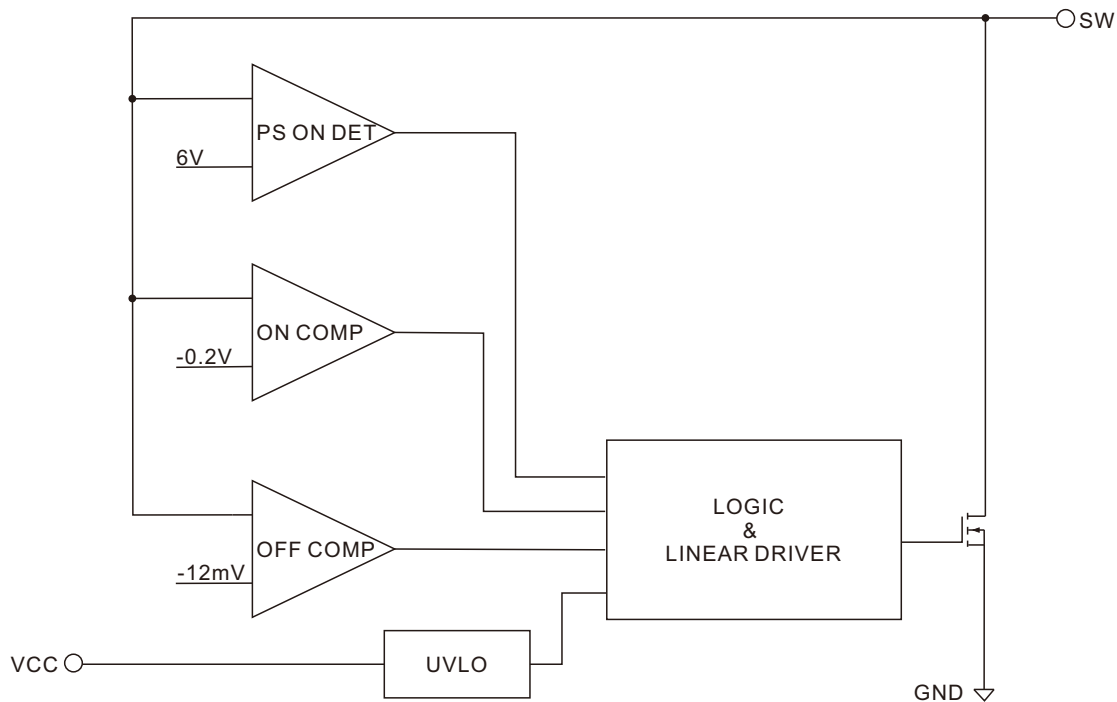 SW
PS ON DET
6V
ON COMP
-0.2V
LOGIC
&
LINEAR DRIVER
OFF COMP
-12mV
VCC
UVLO
GND